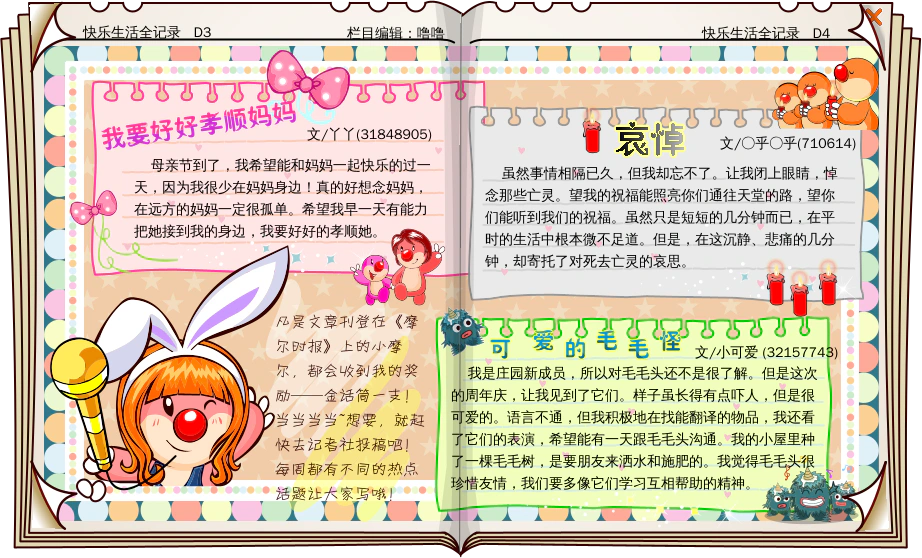 快乐生活全记录 D3
栏目编辑：噜噜
我要好好孝顺妈妈
文/丫丫(31848905)
母亲节到了，我希望能和妈妈一起快乐的过一
天，因为我很少在妈妈身边！真的好想念妈妈，
在远方的妈妈一定很孤单。希望我早一天有能力
把她接到我的身边，我要好好的孝顺她。
凡是文章刊登在《摩
尔时报》上的小摩
尔，都会收到我的奖
励——金话筒一支！
当当当当~想要，就赶
快去记者社投稿吧！
每周都有不同的热点
话题让大家写哦！
快乐生活全记录 D4
哀悼
文/〇乎〇乎(710614)
虽然事情相隔已久，但我却忘不了。让我闭上眼睛，悼
念那些亡灵。望我的祝福能照亮你们通往天堂的路，望你
们能听到我们的祝福。虽然只是短短的几分钟而已，在平
时的生活中根本微不足道。但是，在这沉静、悲痛的几分
钟，却寄托了对死去亡灵的哀思。
可爱的毛毛怪
文/小可爱 (32157743)
我是庄园新成员，所以对毛毛头还不是很了解。但是这次
的周年庆，让我见到了它们。样子虽长得有点吓人，但是很
可爱的。语言不通，但我积极地在找能翻译的物品，我还看
了它们的表演，希望能有一天跟毛毛头沟通。我的小屋里种
了一棵毛毛树，是要朋友来洒水和施肥的。我觉得毛毛头很
珍惜友情，我们要多像它们学习互相帮助的精神。